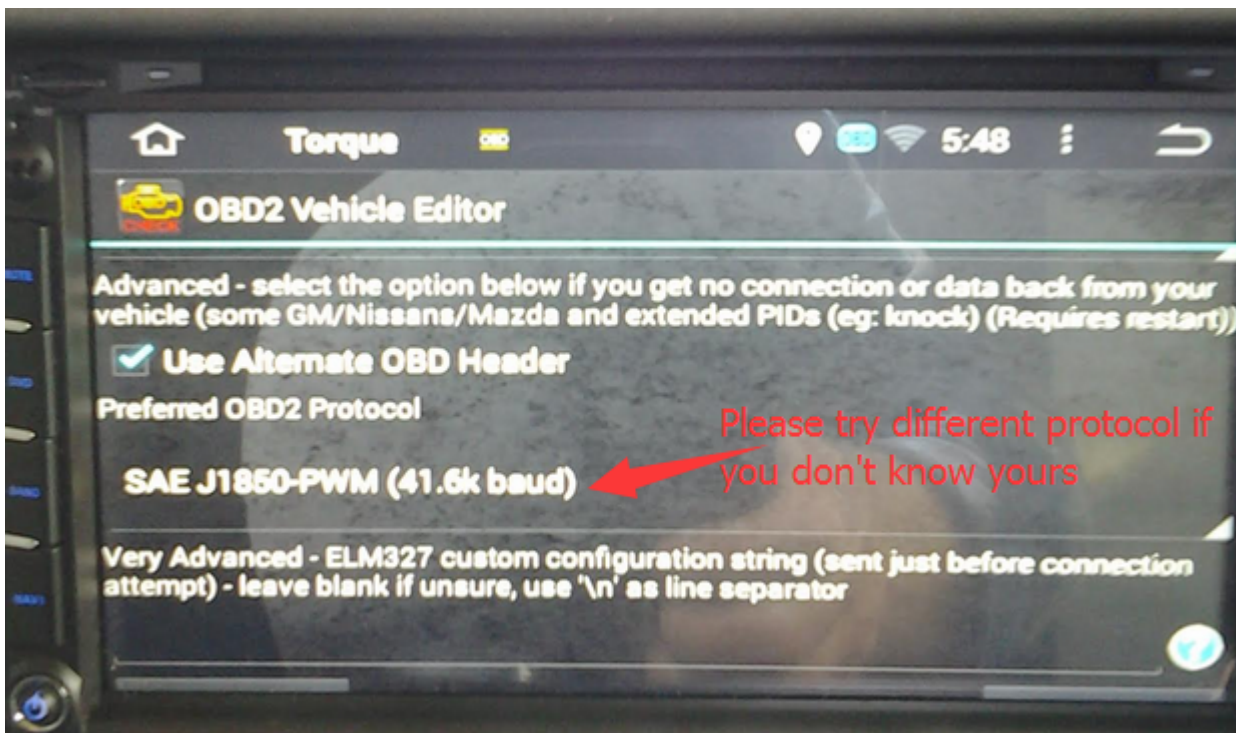 Torque
OBD
OBD
5:48
CHECK
OBD2 Vehicle Editor
Advanced - select the option below if you get no connection or data back from your
vehicle (some GM/Nissans/Mazda and extended PIDs (eg: knock) (Requires restart))
Use Alternate OBD Header
Preferred OBD2 Protocol
Please try different protocol if
you don't know yours
SAE J1850-PWM (41.6k baud)
Very Advanced - ELM327 custom configuration string (sent just before connection
attempt) - leave blank if unsure, use '\n' as line separator
?